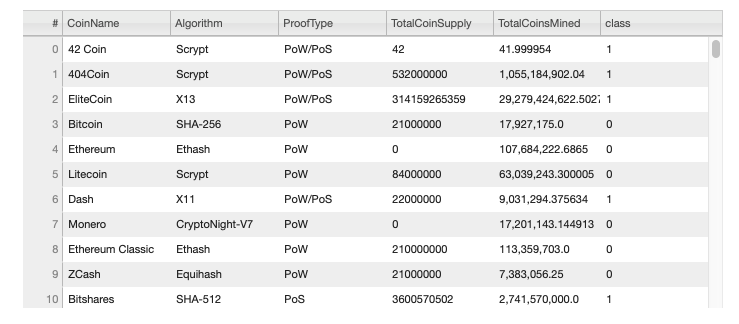 # CoinName Algorithm ProofType TotalCoinSupply TotalCoinsMined class
0 42 Coin Scrypt PoW/PoS 42 41.999954 1
1 404Coin Scrypt PoW/PoS 532000000 1,055,184,902.04 1
2 EliteCoin X13 PoW/PoS 314159265359 29,279,424,622.5027 1
3 Bitcoin SHA-256 PoW 21000000 17,927,175.0 0
4 Ethereum Ethash PoW 0 107,684,222.6865 0
5 Litecoin Scrypt PoW 84000000 63,039,243.300005 0
6 Dash X11 PoW/PoS 22000000 9,031,294.375634 1
7 Monero CryptoNight-V7 PoW 0 17,201,143.144913 0
8 Ethereum Classic Ethash PoW 210000000 113,359,703.0 0
9 ZCash Equihash PoW 21000000 7,383,056.25 0
10 Bitshares SHA-512 PoS 3600570502 2,741,570,000.0 1